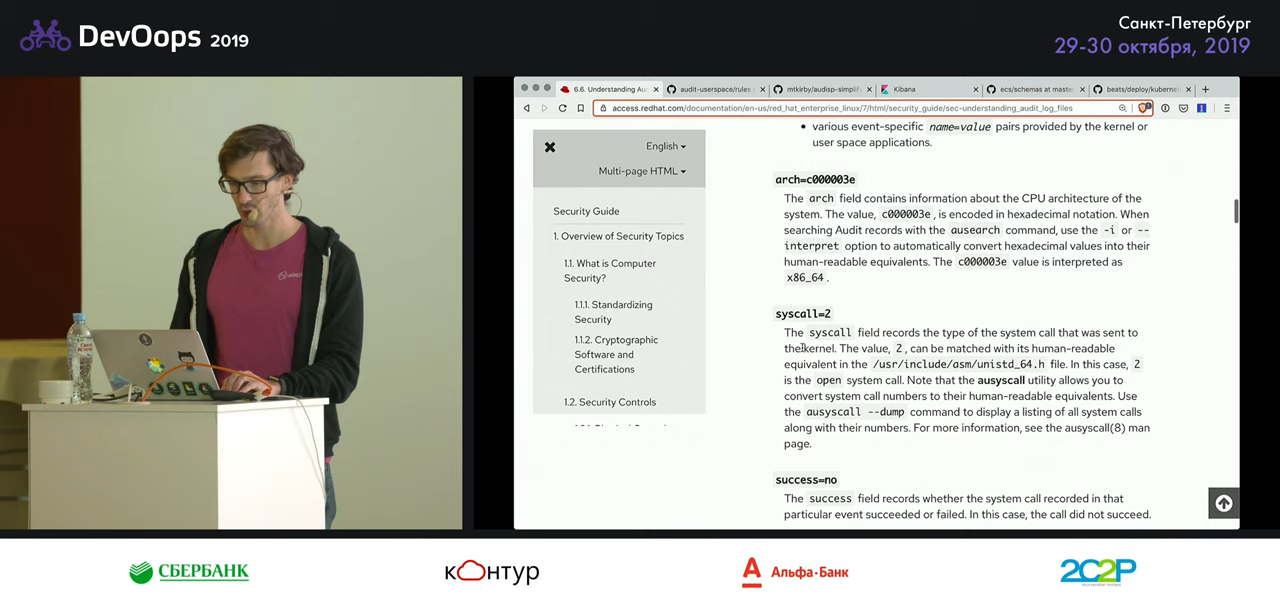 DevOops 2019
Санкт-Петербург
29-30 октября, 2019
6.6. Understanding Aud
audit-userspace/rules
mtkirby/audisp-simplify
Kibana
ecs/schemas at master
beats/deploy/kubernet
access.redhat.com/documentation/en-us/red_hat_enterprise_linux/7/html/security_guide/sec-understanding_audit_log_files
English
Multi-page HTML
Security Guide
1. Overview of Security Topics
1.1. What is Computer
Security?
1.1.1. Standardizing
Security
1.1.2. Cryptographic
Software and
Certifications
1.2. Security Controls
various event-specific name=value pairs provided by the kernel or
user space applications.
arch=c000003e
The arch field contains information about the CPU architecture of the
system. The value, c000003e, is encoded in hexadecimal notation. When
searching Audit records with the ausearch command, use the -i or --
interpret option to automatically convert hexadecimal values into their
human-readable equivalents. The c000003e value is interpreted as
x86_64.
syscall=2
The syscall field records the type of the system call that was sent to
the kernel. The value, 2, can be matched with its human-readable
equivalent in the /usr/include/asm/unistd_64.h file. In this case, 2
is the open system call. Note that the ausyscall utility allows you to
convert system call numbers to their human-readable equivalents. Use
the ausyscall --dump command to display a listing of all system calls
along with their numbers. For more information, see the ausyscall(8) man
page.
success=no
The success field records whether the system call recorded in that
particular event succeeded or failed. In this case, the call did not succeed.
СБЕРБАНК
контур
Альфа·Банк
2C2P